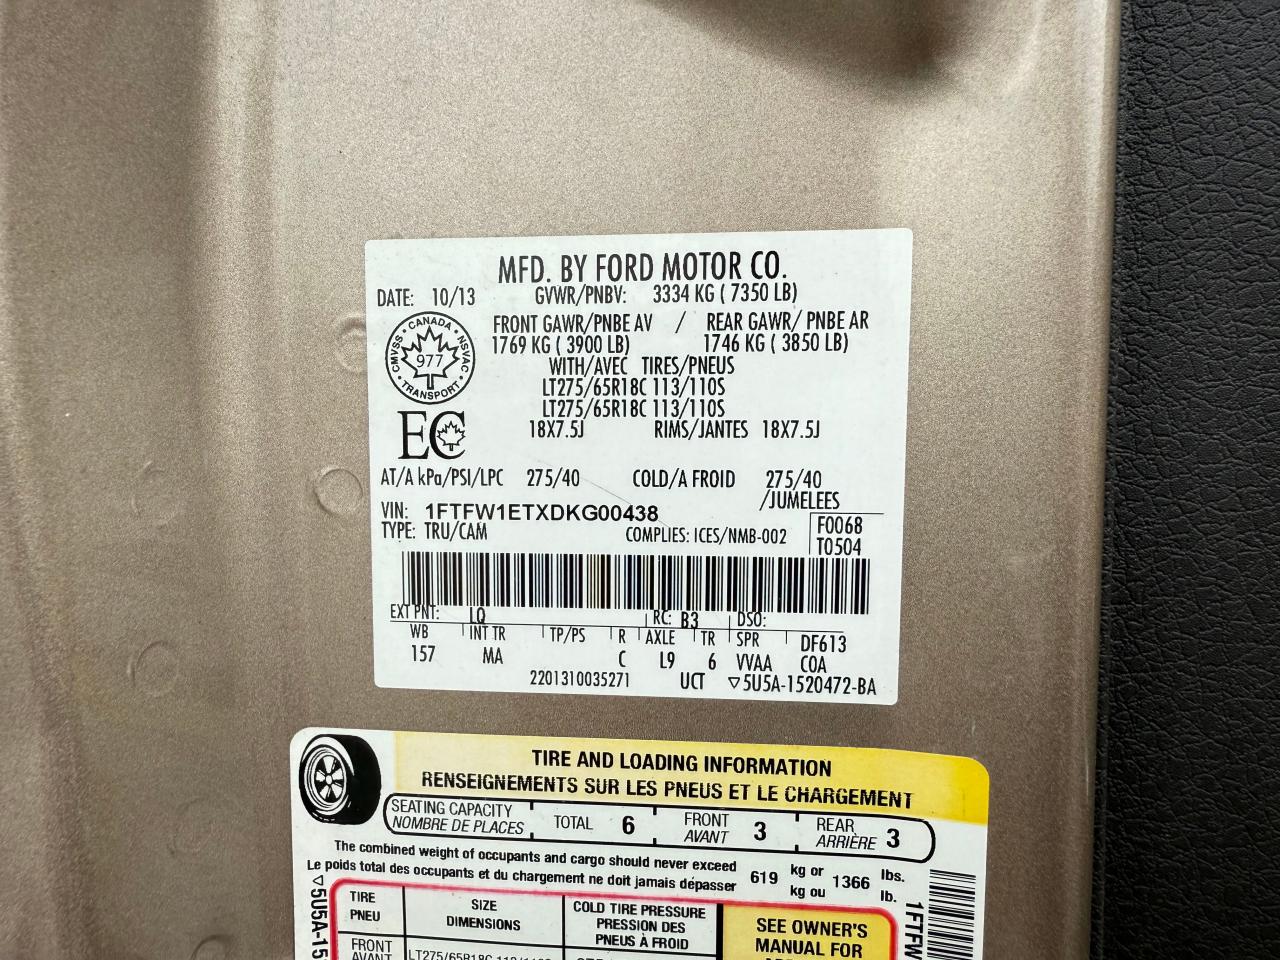 MFD. BY FORD MOTOR CO.
DATE: 10/13 GVWR/PNBV: 3334 KG ( 7350 LB)
CANADA
CMVSS NSVAC
977
TRANSPORT
FRONT GAWR/PNBE AV / REAR GAWR/ PNBE AR
1769 KG ( 3900 LB) 1746 KG ( 3850 LB)
WITH/AVEC TIRES/PNEUS
LT275/65R18C 113/110S
LT275/65R18C 113/110S
18X7.5J RIMS/JANTES 18X7.5J
EC
AT/A kPa/PSI/LPC 275/40 COLD/A FROID 275/40
/JUMELEES
VIN: 1FTFW1ETXDKG00438
TYPE: TRU/CAM COMPLIES: ICES/NMB-002
F0068
T0504
EXT PNT: LQ RC: B3 DSO:
WB INT TR TP/PS R AXLE TR SPR DF613
157 MA C L9 6 VVAA COA
2201310035271 UCT ▽5U5A-1520472-BA
TIRE AND LOADING INFORMATION
RENSEIGNEMENTS SUR LES PNEUS ET LE CHARGEMENT
SEATING CAPACITY
NOMBRE DE PLACES
TOTAL 6
FRONT
AVANT
3
REAR
ARRIÈRE
3
The combined weight of occupants and cargo should never exceed
Le poids total des occupants et du chargement ne doit jamais dépasser
619
kg or
kg ou
1366
lbs.
lb.
▽5U5A-15
1FTFW
TIRE
PNEU
SIZE
DIMENSIONS
COLD TIRE PRESSURE
PRESSION DES
PNEUS À FROID
SEE OWNER'S
MANUAL FOR
FRONT
AVANT